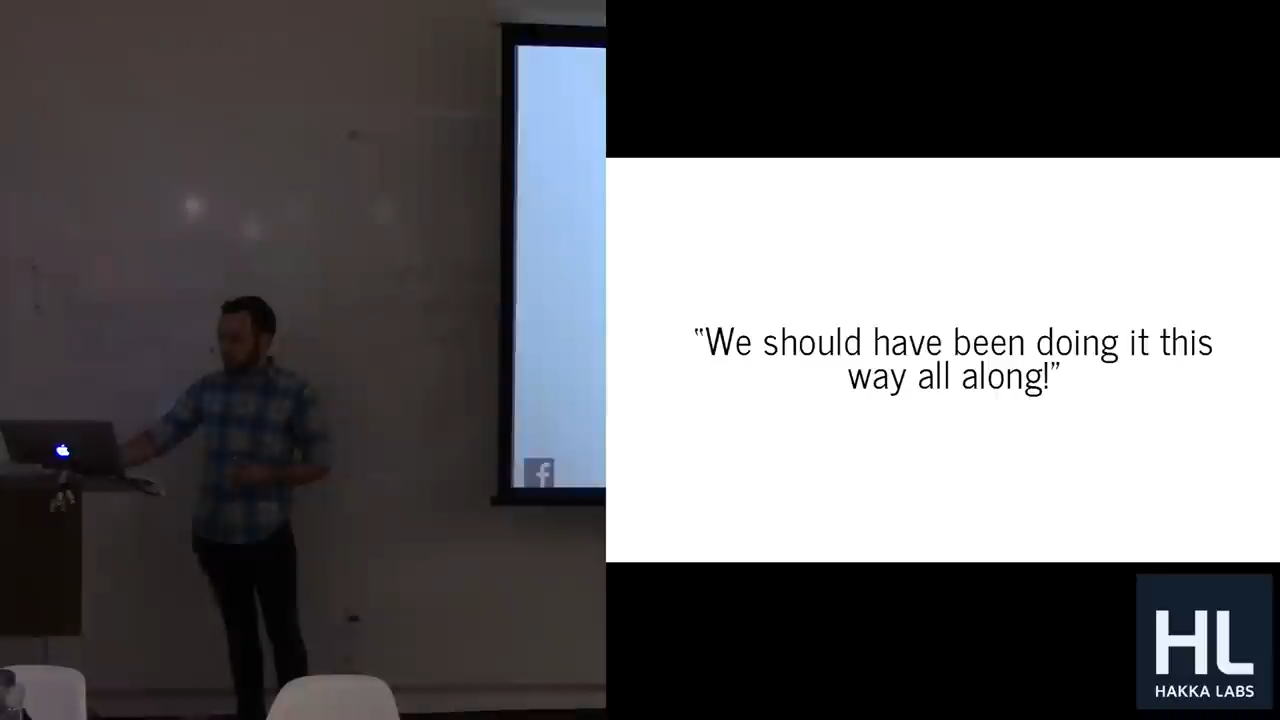 f
“We should have been doing it this
way all along!”
HL
HAKKA LABS